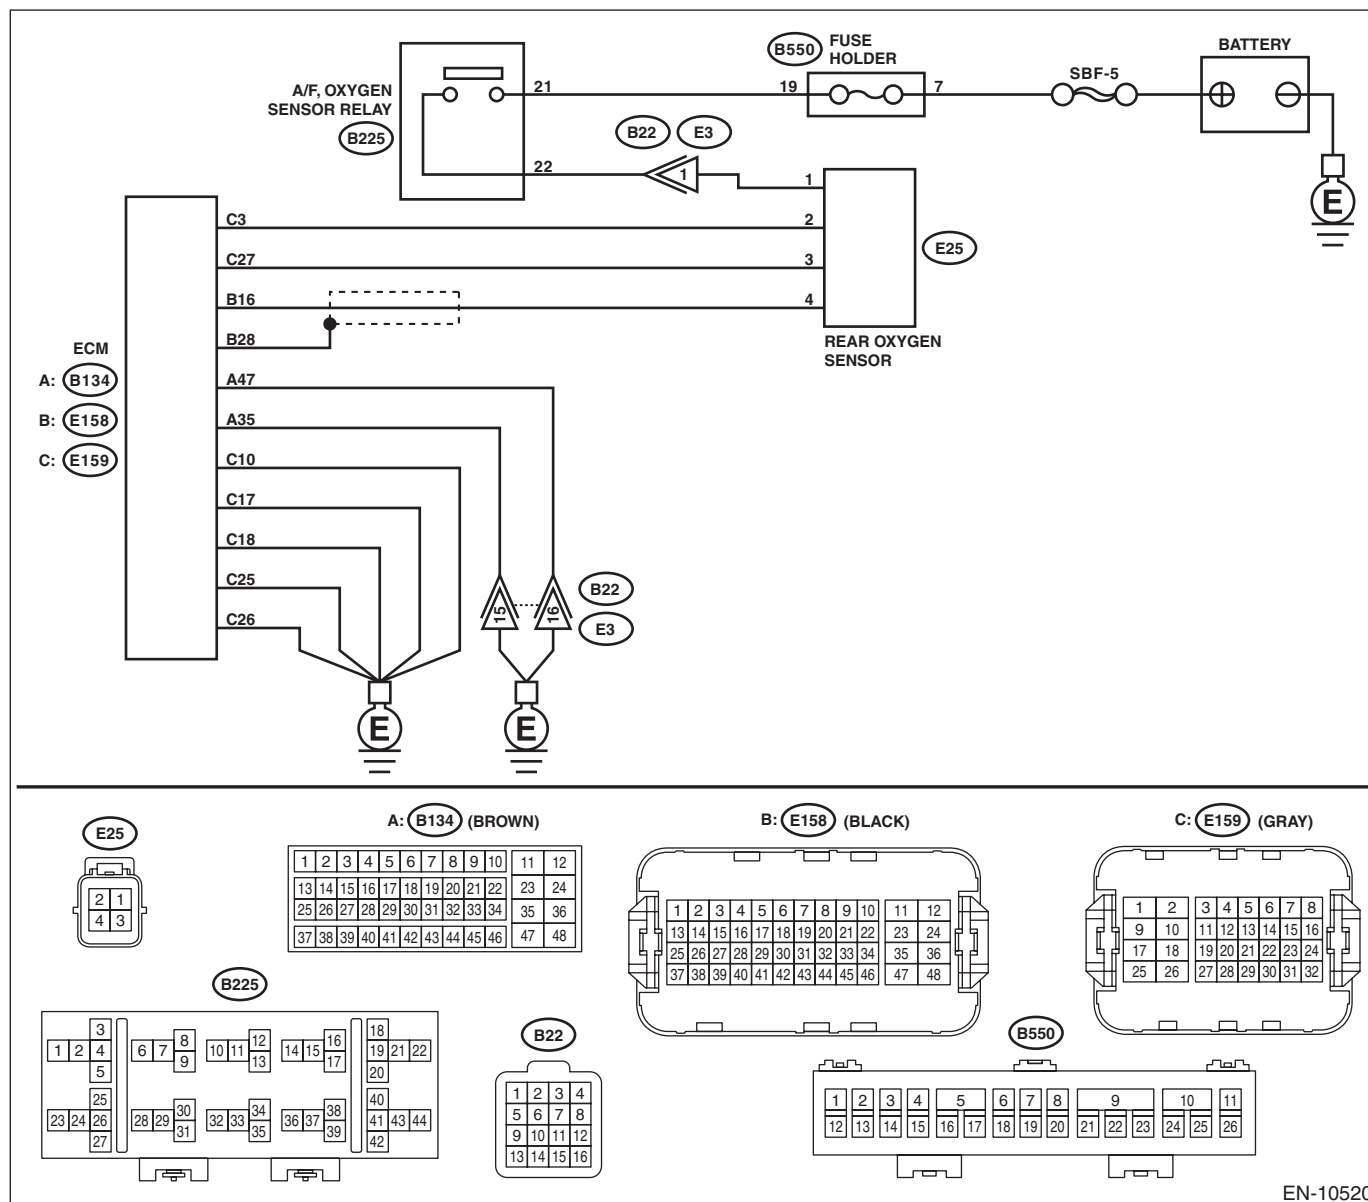 B550 FUSE
HOLDER
BATTERY
SBF-5
A/F, OXYGEN
SENSOR RELAY
B225
21
19
7
B22 E3
22
1
1
E
C3
2
E25
C27
3
B16
4
B28
REAR OXYGEN
SENSOR
ECM
A: B134
B: E158
C: E159
A47
A35
C10
C17
C18
C25
C26
15 16
B22
E3
E E
E25
2 1
4 3
A: B134 (BROWN)
1 2 3 4 5 6 7 8 9 10 11 12
13 14 15 16 17 18 19 20 21 22 23 24
25 26 27 28 29 30 31 32 33 34 35 36
37 38 39 40 41 42 43 44 45 46 47 48
B: E158 (BLACK)
1 2 3 4 5 6 7 8 9 10 11 12
13 14 15 16 17 18 19 20 21 22 23 24
25 26 27 28 29 30 31 32 33 34 35 36
37 38 39 40 41 42 43 44 45 46 47 48
C: E159 (GRAY)
1 2 3 4 5 6 7 8
9 10 11 12 13 14 15 16
17 18 19 20 21 22 23 24
25 26 27 28 29 30 31 32
B225
3 8 12 16 18
1 2 4 6 7 9 10 11 13 14 15 17 19 21 22
5 20
25 30 34 38 40
23 24 26 28 29 31 32 33 35 36 37 39 41 43 44
27 42
B22
1 2 3 4
5 6 7 8
9 10 11 12
13 14 15 16
B550
1 2 3 4 5 6 7 8 9 10 11
12 13 14 15 16 17 18 19 20 21 22 23 24 25 26
EN-10520